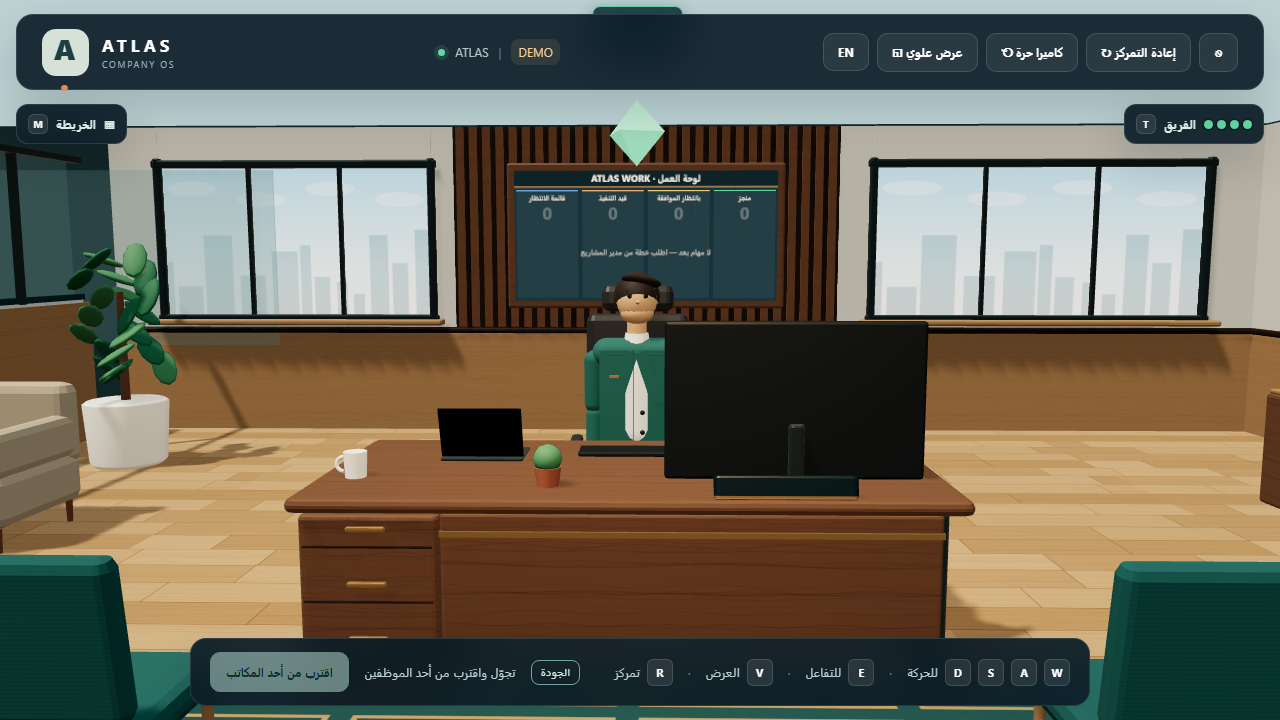 A
ATLAS
COMPANY OS
ATLAS | DEMO
EN
عرض علوي
كاميرا حرة
إعادة التمركز
M الخريطة
الفريق T
لوحة العمل · ATLAS WORK
منجز
بانتظار الموافقة
قيد التنفيذ
قائمة الانتظار
0
0
0
0
لا مهام بعد — اطلب خطة من مدير المشاريع
W A S D للحركة · E للتفاعل · V العرض · R تمركز
الجودة
تجوّل واقترب من أحد الموظفين
اقترب من أحد المكاتب